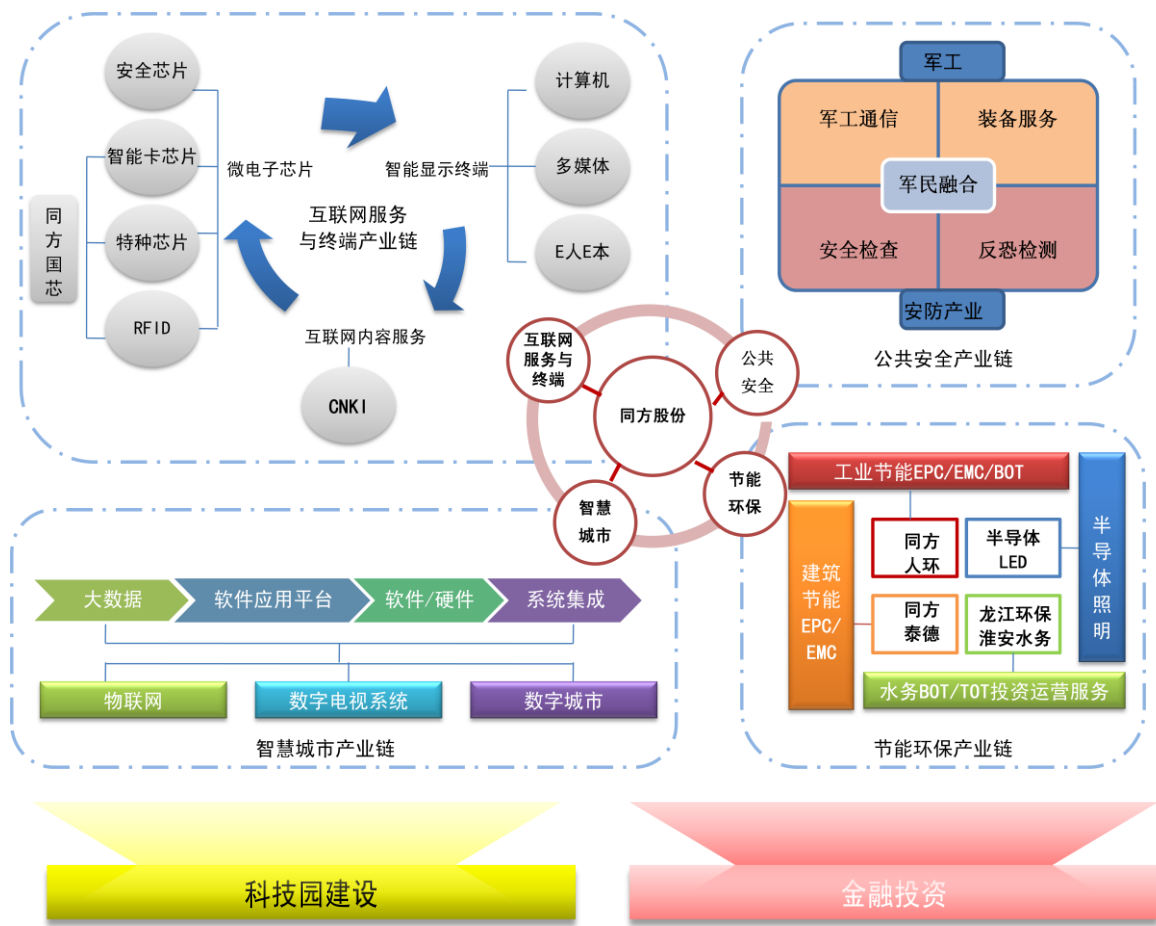 安全芯片
智能卡芯片
特种芯片
RFID
同
方
国
芯
微电子芯片
智能显示终端
计算机
多媒体
E人E本
互联网服务
与终端产业链
互联网内容服务
CNKI
军工
军工通信
装备服务
军民融合
安全检查
反恐检测
安防产业
公共安全产业链
互联网
服务与
终端
公共
安全
同方股份
智慧
城市
节能
环保
大数据
软件应用平台
软件/硬件
系统集成
物联网
数字电视系统
数字城市
智慧城市产业链
工业节能EPC/EMC/BOT
建筑
节能
EPC/
EMC
同方
人环
半导体
LED
同方
泰德
龙江环保
淮安水务
半
导
体
照
明
水务BOT/TOT投资运营服务
节能环保产业链
科技园建设
金融投资